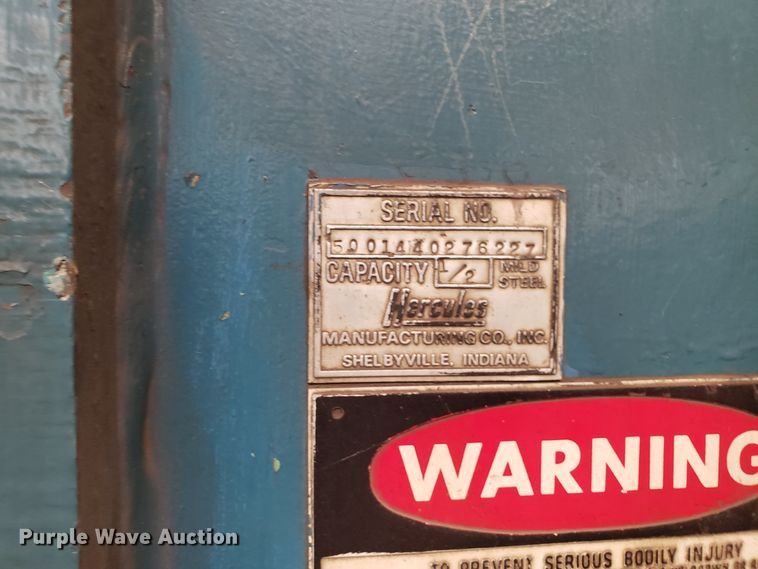 SERIAL NO.
5001440276227
CAPACITY 1/2 MILD STEEL
Hercules
MANUFACTURING CO., INC.
SHELBYVILLE, INDIANA
WARNING
TO PREVENT SERIOUS BODILY INJURY
Purple Wave Auction